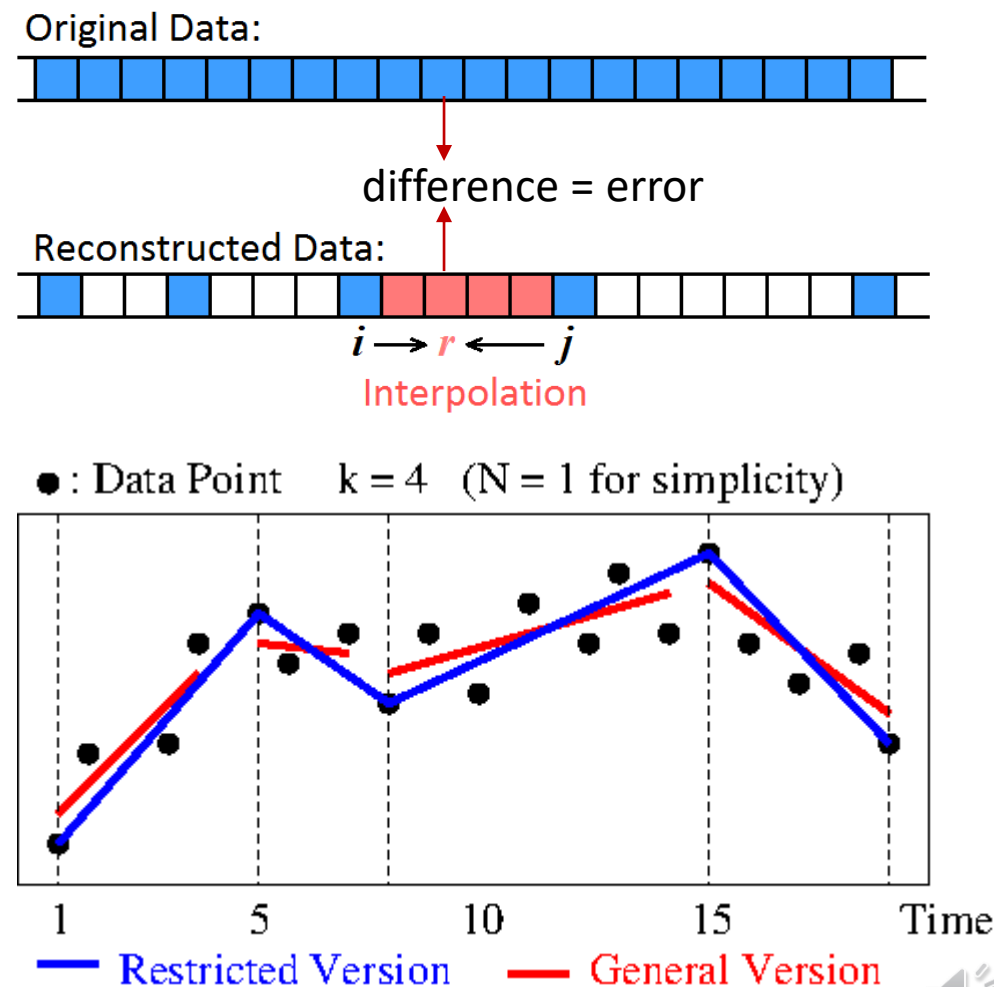 Original Data:
difference = error
Reconstructed Data:
i r j
Interpolation
: Data Point k = 4 (N = 1 for simplicity)
1 5 10 15 Time
Restricted Version General Version